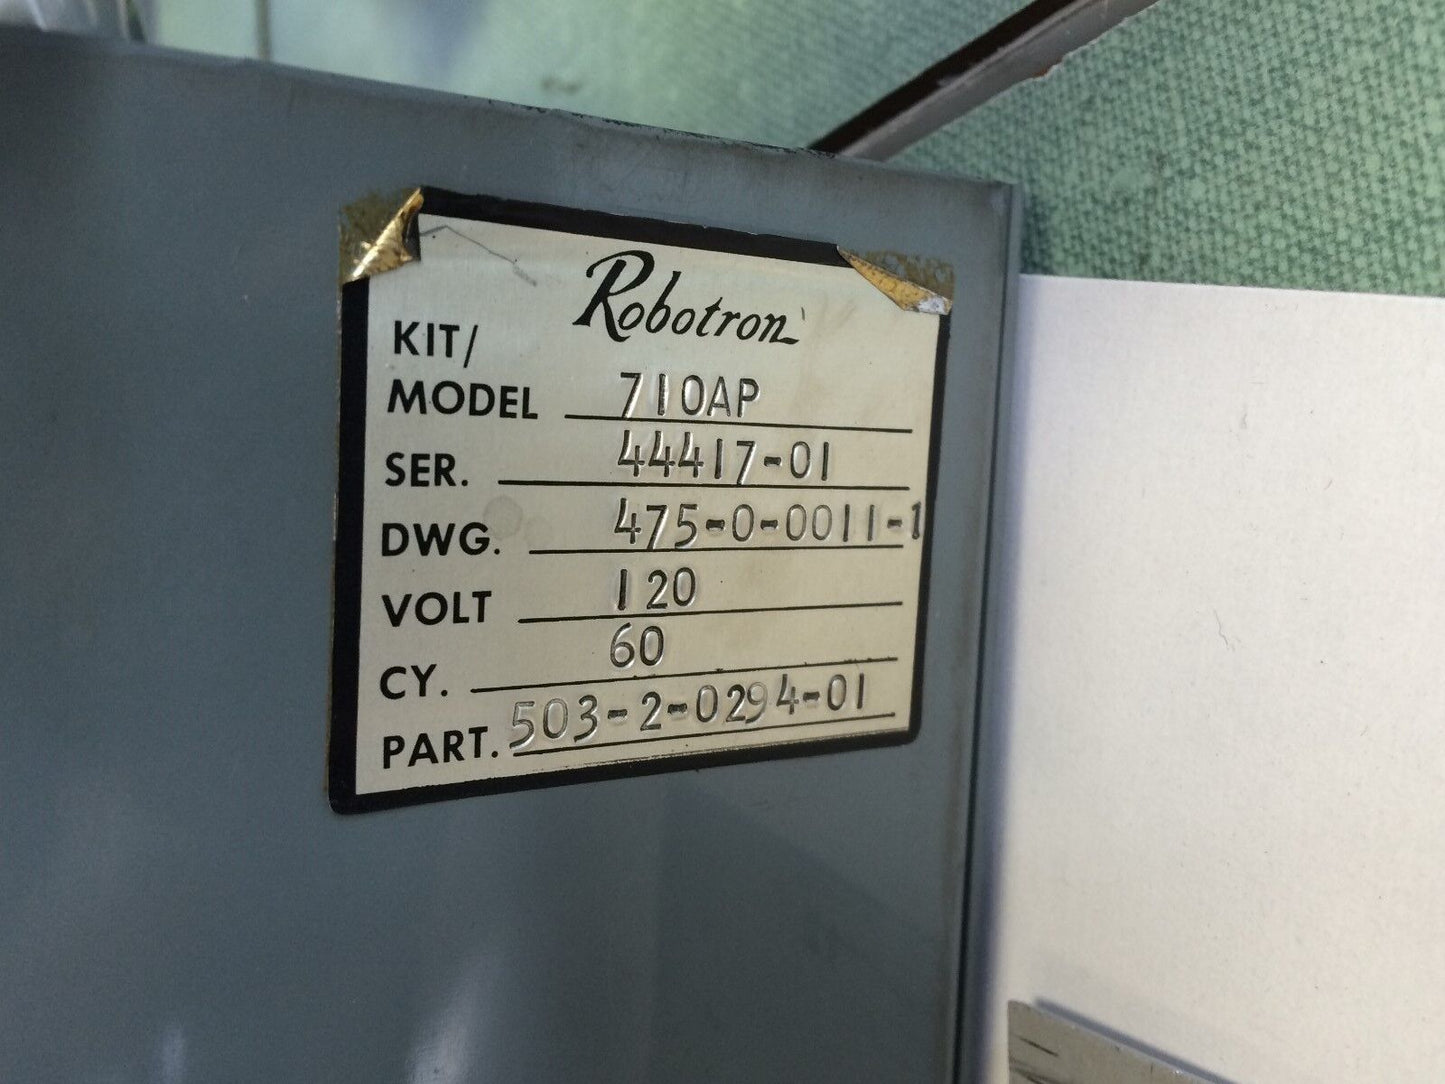 Robotron
KIT/
MODEL 710AP
SER. 44417-01
DWG. 475-0-0011-1
VOLT 120
CY. 60
PART. 503-2-0294-01